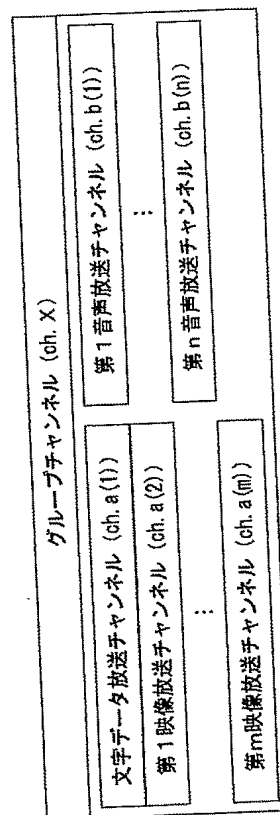 グループチャンネル (ch. X)
文字データ放送チャンネル (ch. a(1))
第1映像放送チャンネル (ch. a(2))
⋮
第m映像放送チャンネル (ch. a(m))
第1音声放送チャンネル (ch. b(1))
⋮
第n音声放送チャンネル (ch. b(n))